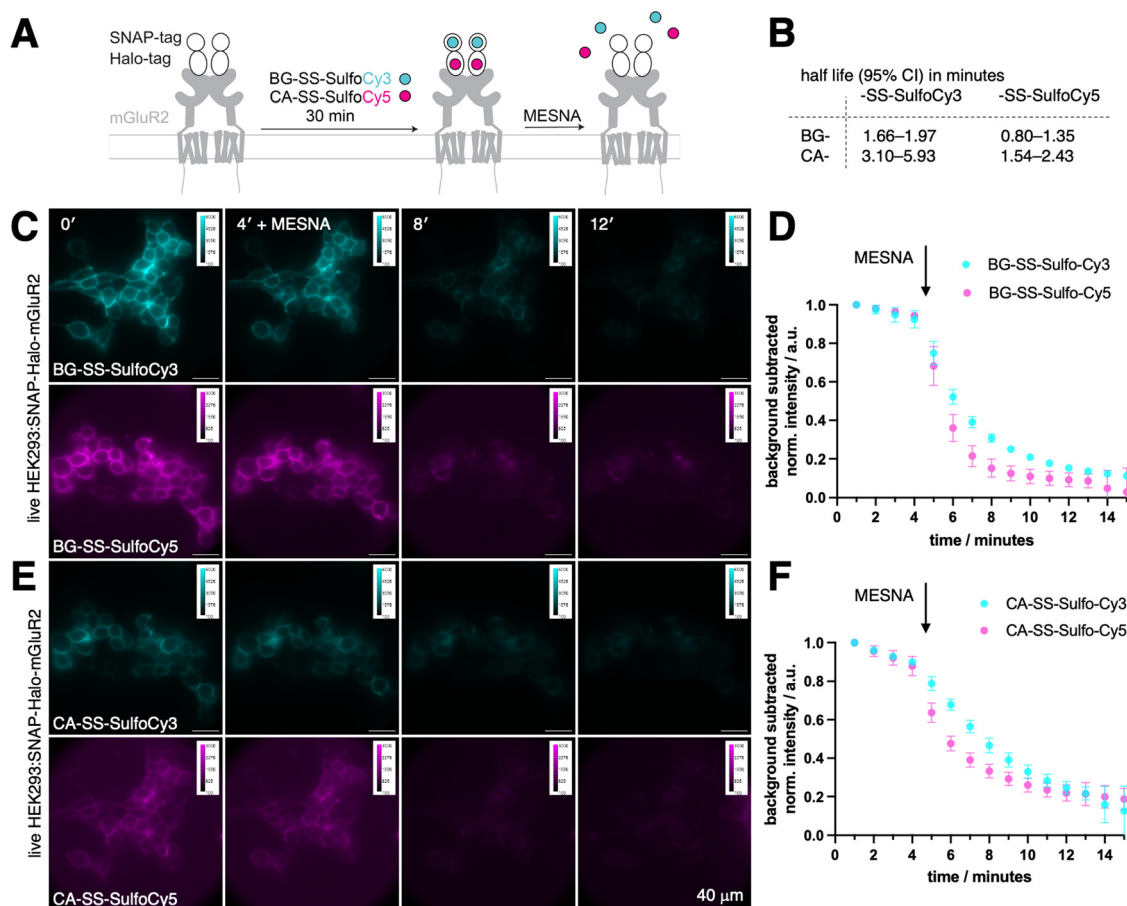 A
SNAP-tag
Halo-tag
mGluR2
BG-SS-SulfoCy3
CA-SS-SulfoCy5
30 min
MESNA
B
half life (95% CI) in minutes
-SS-SulfoCy3 -SS-SulfoCy5
BG- 1.66–1.97 0.80–1.35
CA- 3.10–5.93 1.54–2.43
C
live HEK293:SNAP-Halo-mGluR2
0′ 4′ + MESNA 8′ 12′
BG-SS-SulfoCy3
BG-SS-SulfoCy5
D
MESNA
BG-SS-Sulfo-Cy3
BG-SS-Sulfo-Cy5
background subtracted
norm. intensity / a.u.
1.0
0.8
0.6
0.4
0.2
0.0
0 2 4 6 8 10 12 14
time / minutes
E
live HEK293:SNAP-Halo-mGluR2
CA-SS-SulfoCy3
CA-SS-SulfoCy5
40 μm
F
MESNA
CA-SS-Sulfo-Cy3
CA-SS-Sulfo-Cy5
background subtracted
norm. intensity / a.u.
1.0
0.8
0.6
0.4
0.2
0.0
0 2 4 6 8 10 12 14
time / minutes